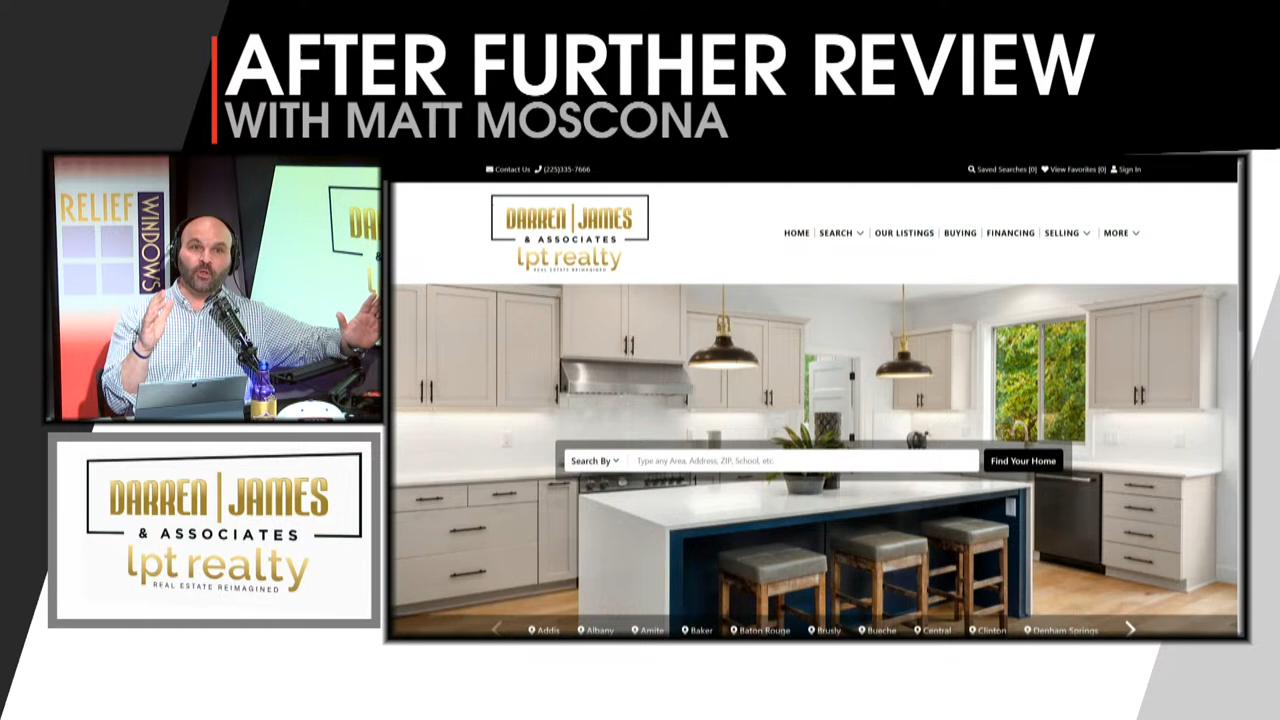 AFTER FURTHER REVIEW
WITH MATT MOSCONA
RELIEF
WINDOWS
DA
&
l
Contact Us (225)335-7666
Saved Searches [0] View Favorites [0] Sign In
DARREN JAMES
& ASSOCIATES
lpt realty
REAL ESTATE REIMAGINED
HOME SEARCH OUR LISTINGS BUYING FINANCING SELLING MORE
Search By Type any Area, Address, ZIP, School, etc. Find Your Home
Addis Albany Amite Baker Baton Rouge Brusly Bueche Central Clinton Denham Springs
DARREN JAMES
& ASSOCIATES
lpt realty
REAL ESTATE REIMAGINED